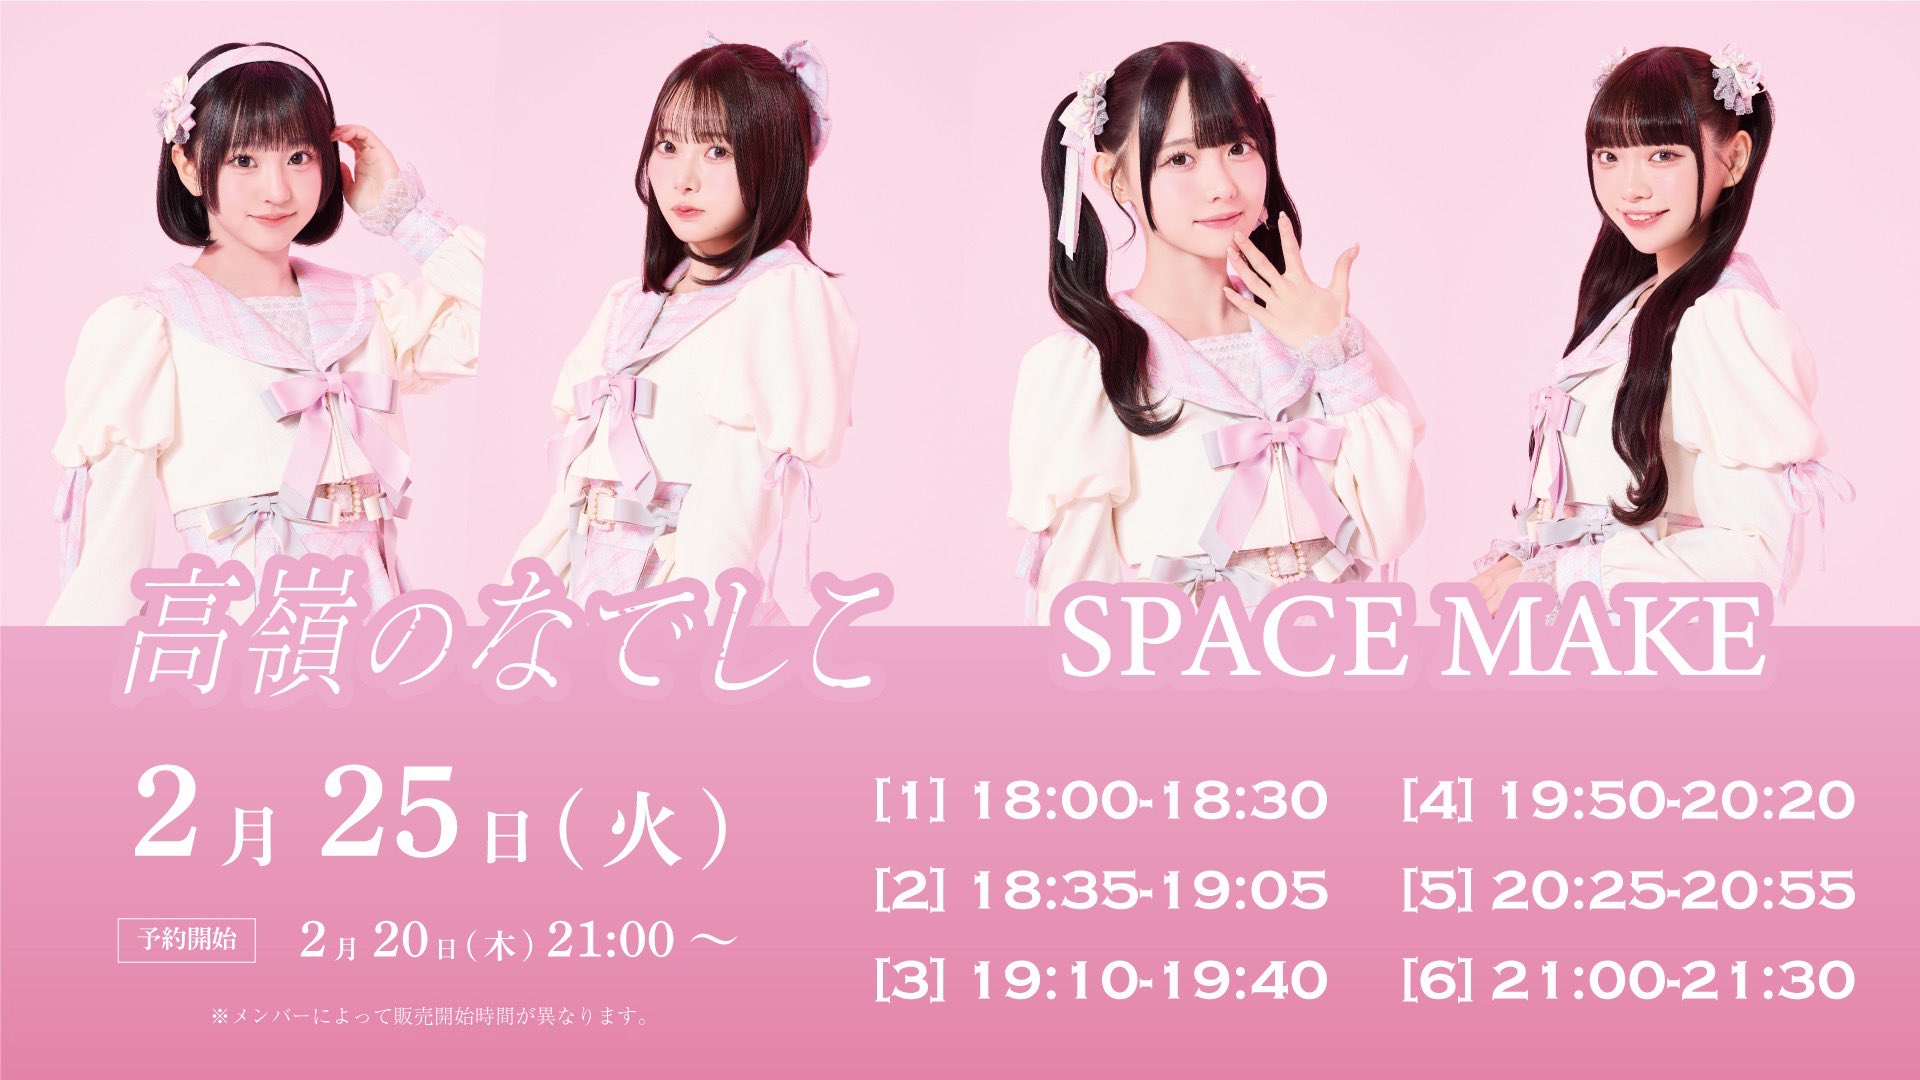 高嶺のなでしこ
SPACE MAKE
2月25日(火)
予約開始 2月20日(木)21:00～
※メンバーによって販売開始時間が異なります。
[1] 18:00-18:30
[2] 18:35-19:05
[3] 19:10-19:40
[4] 19:50-20:20
[5] 20:25-20:55
[6] 21:00-21:30